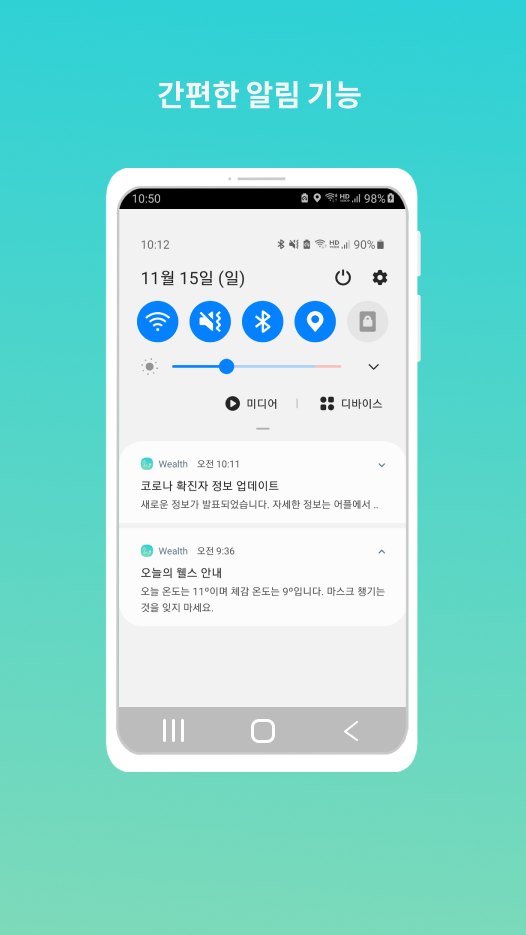 간편한 알림 기능
10:50
98%
10:12
90%
11월 15일 (일)
미디어
디바이스
Wealth 오전 10:11
코로나 확진자 정보 업데이트
새로운 정보가 발표되었습니다. 자세한 정보는 어플에서 ..
Wealth 오전 9:36
오늘의 웰스 안내
오늘 온도는 11º이며 체감 온도는 9º입니다. 마스크 챙기는
것을 잊지 마세요.